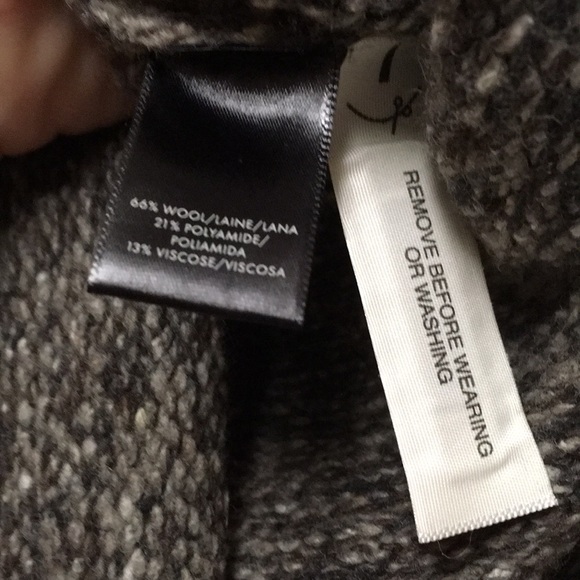 66% WOOL/LAINE/LANA
21% POLYAMIDE/
POLIAMIDA
13% VISCOSE/VISCOSA
REMOVE BEFORE WEARING
OR WASHING